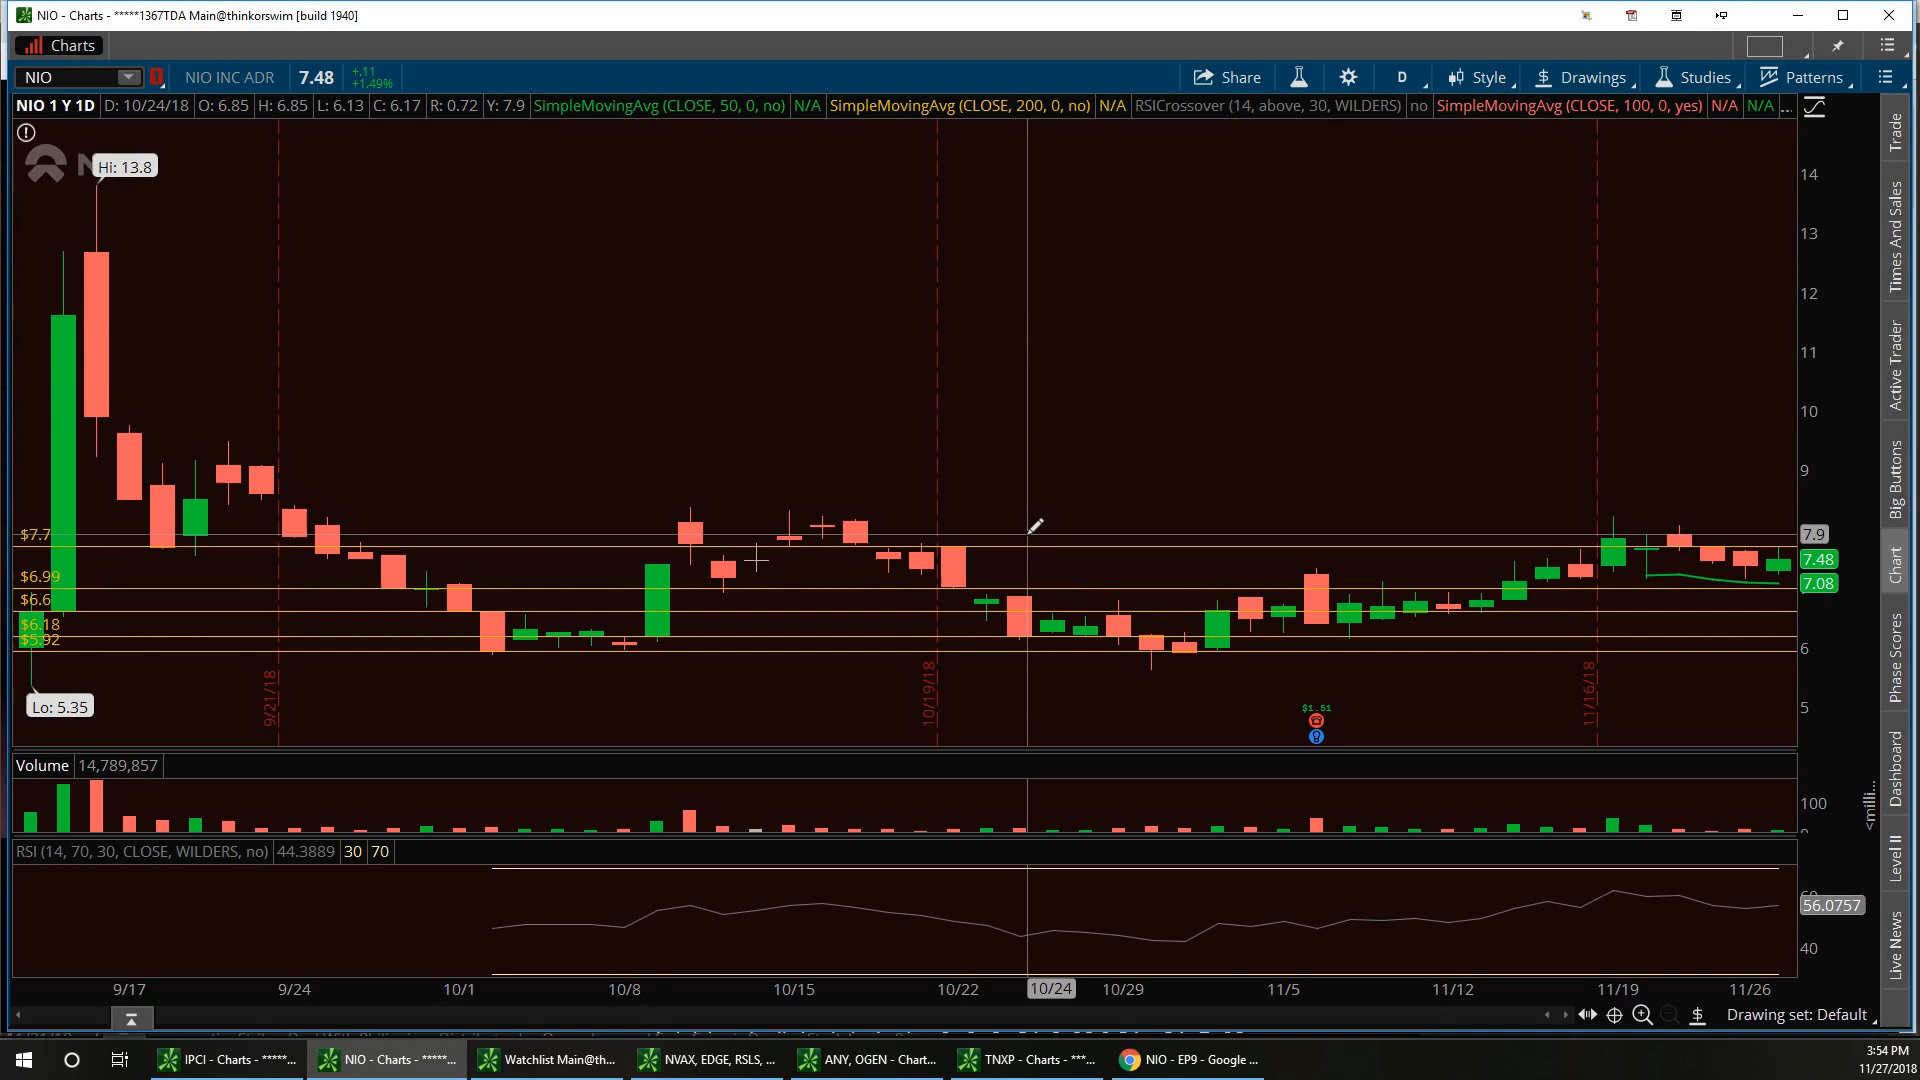 NIO - Charts - *****1367TDA Main@thinkorswim [build 1940]
Charts
NIO NIO INC ADR 7.48 +.11 +1.49% Share D Style Drawings Studies Patterns
NIO 1 Y 1D D: 10/24/18 O: 6.85 H: 6.85 L: 6.13 C: 6.17 R: 0.72 Y: 7.9 SimpleMovingAvg (CLOSE, 50, 0, no) N/A SimpleMovingAvg (CLOSE, 200, 0, no) N/A RSICrossover (14, above, 30, WILDERS) no SimpleMovingAvg (CLOSE, 100, 0, yes) N/A N/A ...
Hi: 13.8
14
13
12
11
10
9
$7.7
7.9
7.48
$6.99
7.08
$6.6
$6.18
$5.92
6
Lo: 5.35
5
9/21/18
10/19/18
11/16/18
$1.51
Volume 14,789,857
100
<milli...
RSI (14, 70, 30, CLOSE, WILDERS, no) 44.3889 30 70
56.0757
40
9/17 9/24 10/1 10/8 10/15 10/22 10/24 10/29 11/5 11/12 11/19 11/26
Drawing set: Default
Trade
Times And Sales
Active Trader
Big Buttons
Chart
Phase Scores
Dashboard
Level II
Live News
IPCI - Charts - *****... NIO - Charts - *****... Watchlist Main@th... NVAX, EDGE, RSLS, ... ANY, OGEN - Chart... TNXP - Charts - ***... NIO - EP9 - Google ...
3:54 PM
11/27/2018